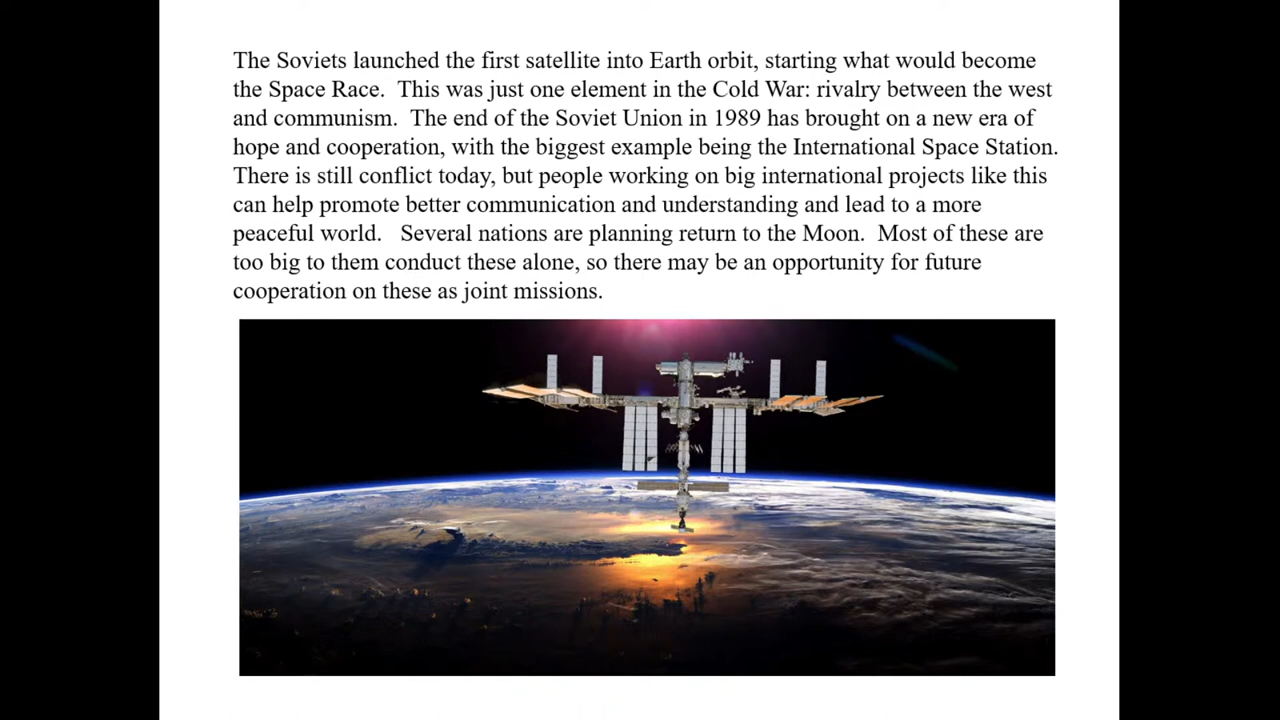 The Soviets launched the first satellite into Earth orbit, starting what would become
the Space Race.  This was just one element in the Cold War: rivalry between the west
and communism.  The end of the Soviet Union in 1989 has brought on a new era of
hope and cooperation, with the biggest example being the International Space Station.
There is still conflict today, but people working on big international projects like this
can help promote better communication and understanding and lead to a more
peaceful world.   Several nations are planning return to the Moon.  Most of these are
too big to them conduct these alone, so there may be an opportunity for future
cooperation on these as joint missions.